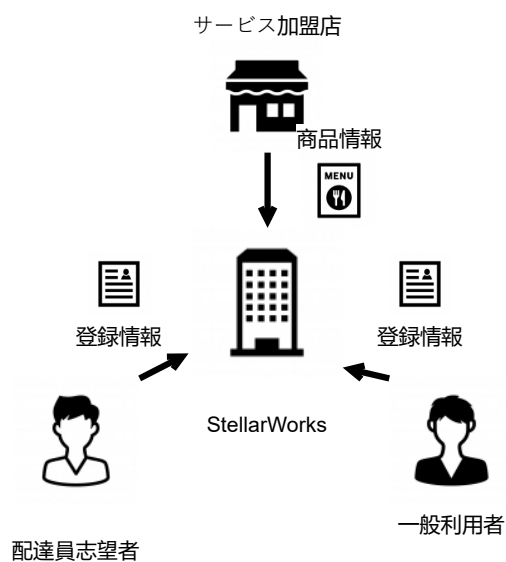 サービス加盟店
商品情報
MENU
登録情報
登録情報
StellarWorks
一般利用者
配達員志望者